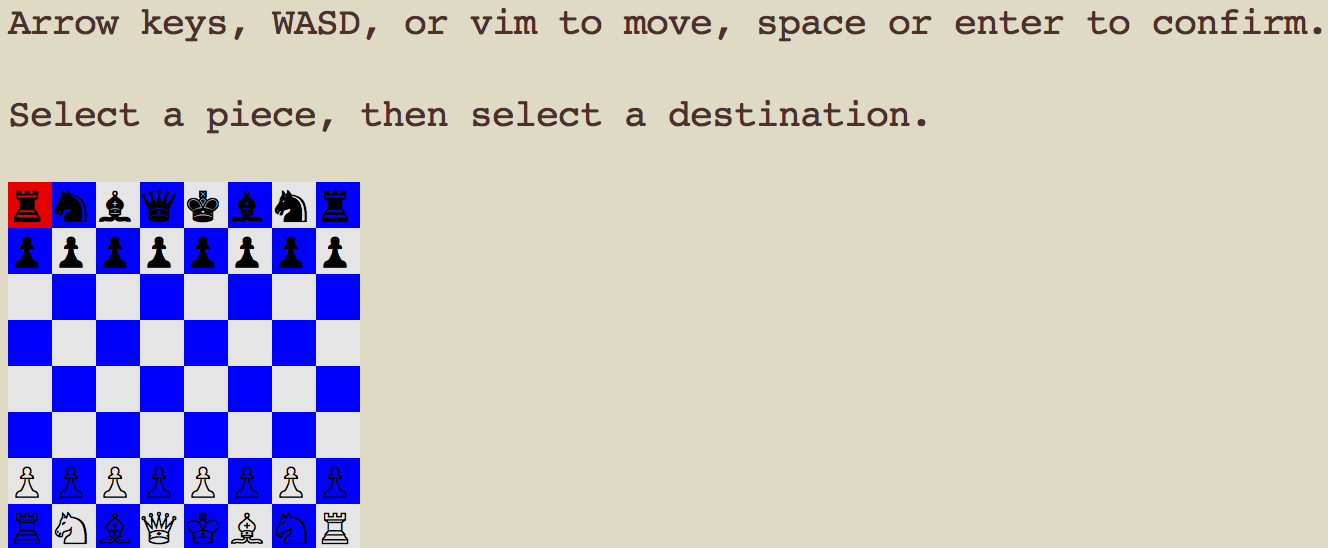 Arrow keys, WASD, or vim to move, space or enter to confirm.
Select a piece, then select a destination.